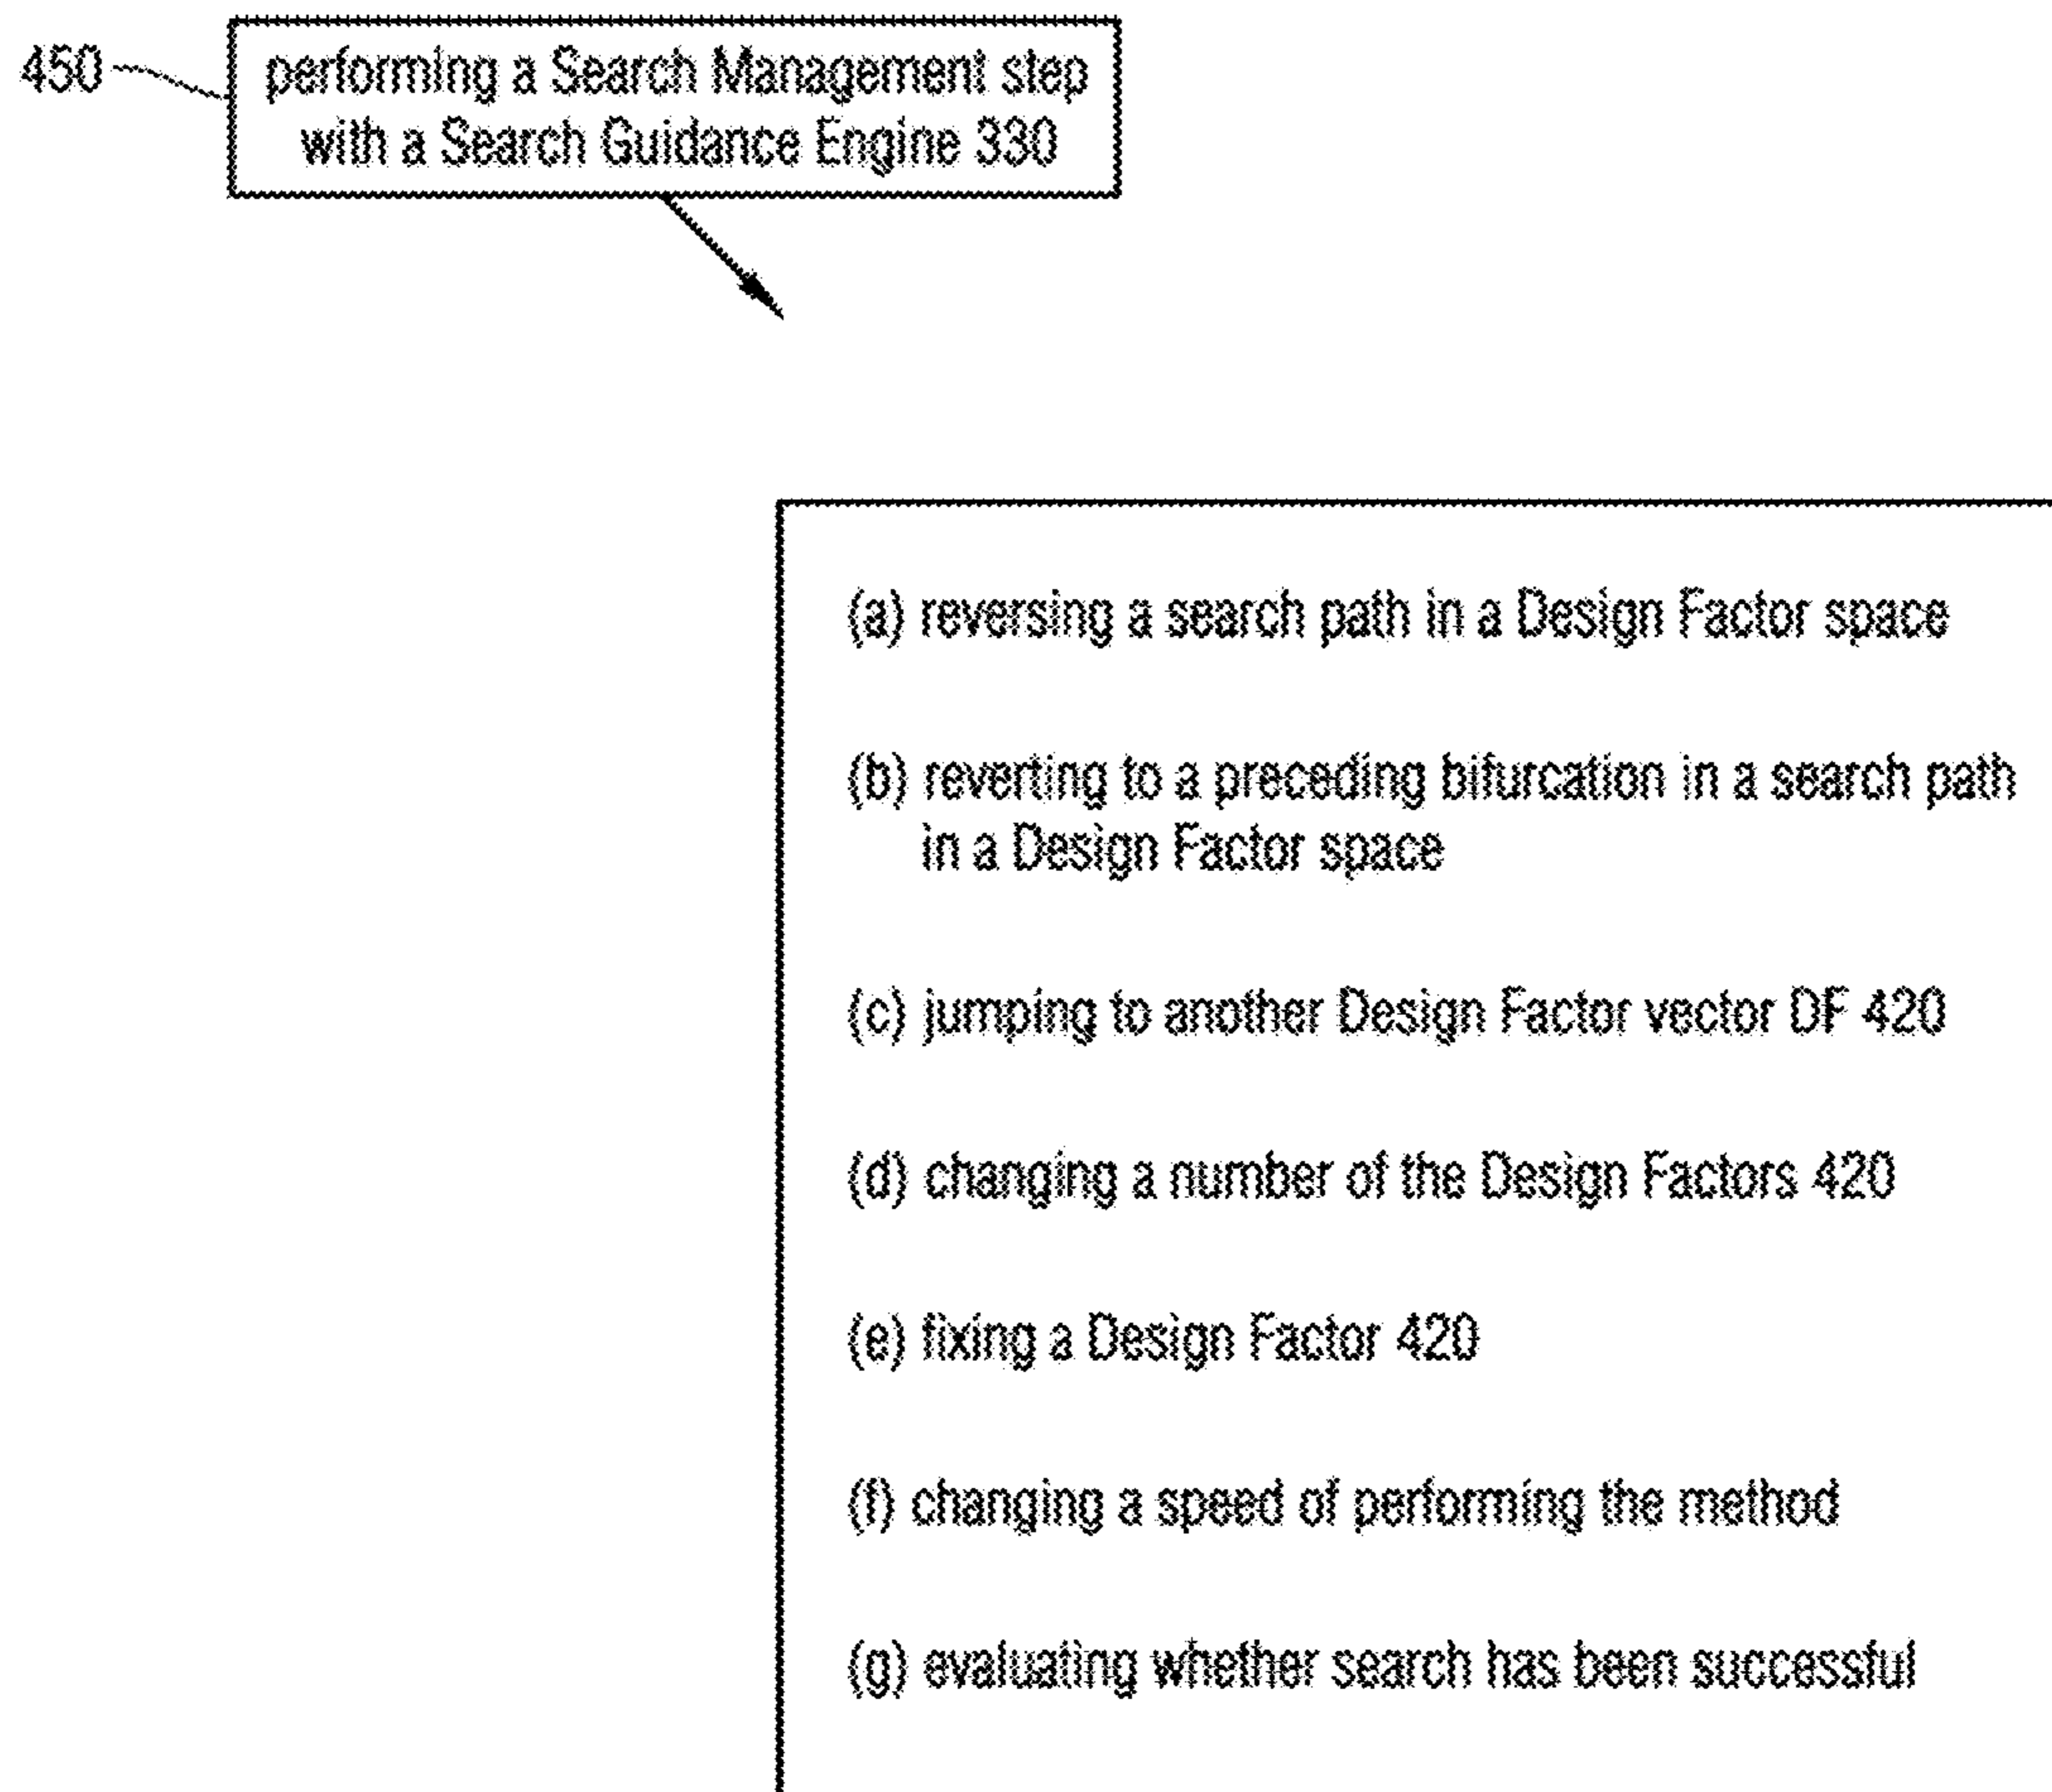 450
performing a Search Management step
with a Search Guidance Engine 330
(a) reversing a search path in a Design Factor space
(b) reverting to a preceding bifurcation in a search path
in a Design Factor space
(c) jumping to another Design Factor vector DF 420
(d) changing a number of the Design Factors 420
(e) fixing a Design Factor 420
(f) changing a speed of performing the method
(g) evaluating whether search has been successful